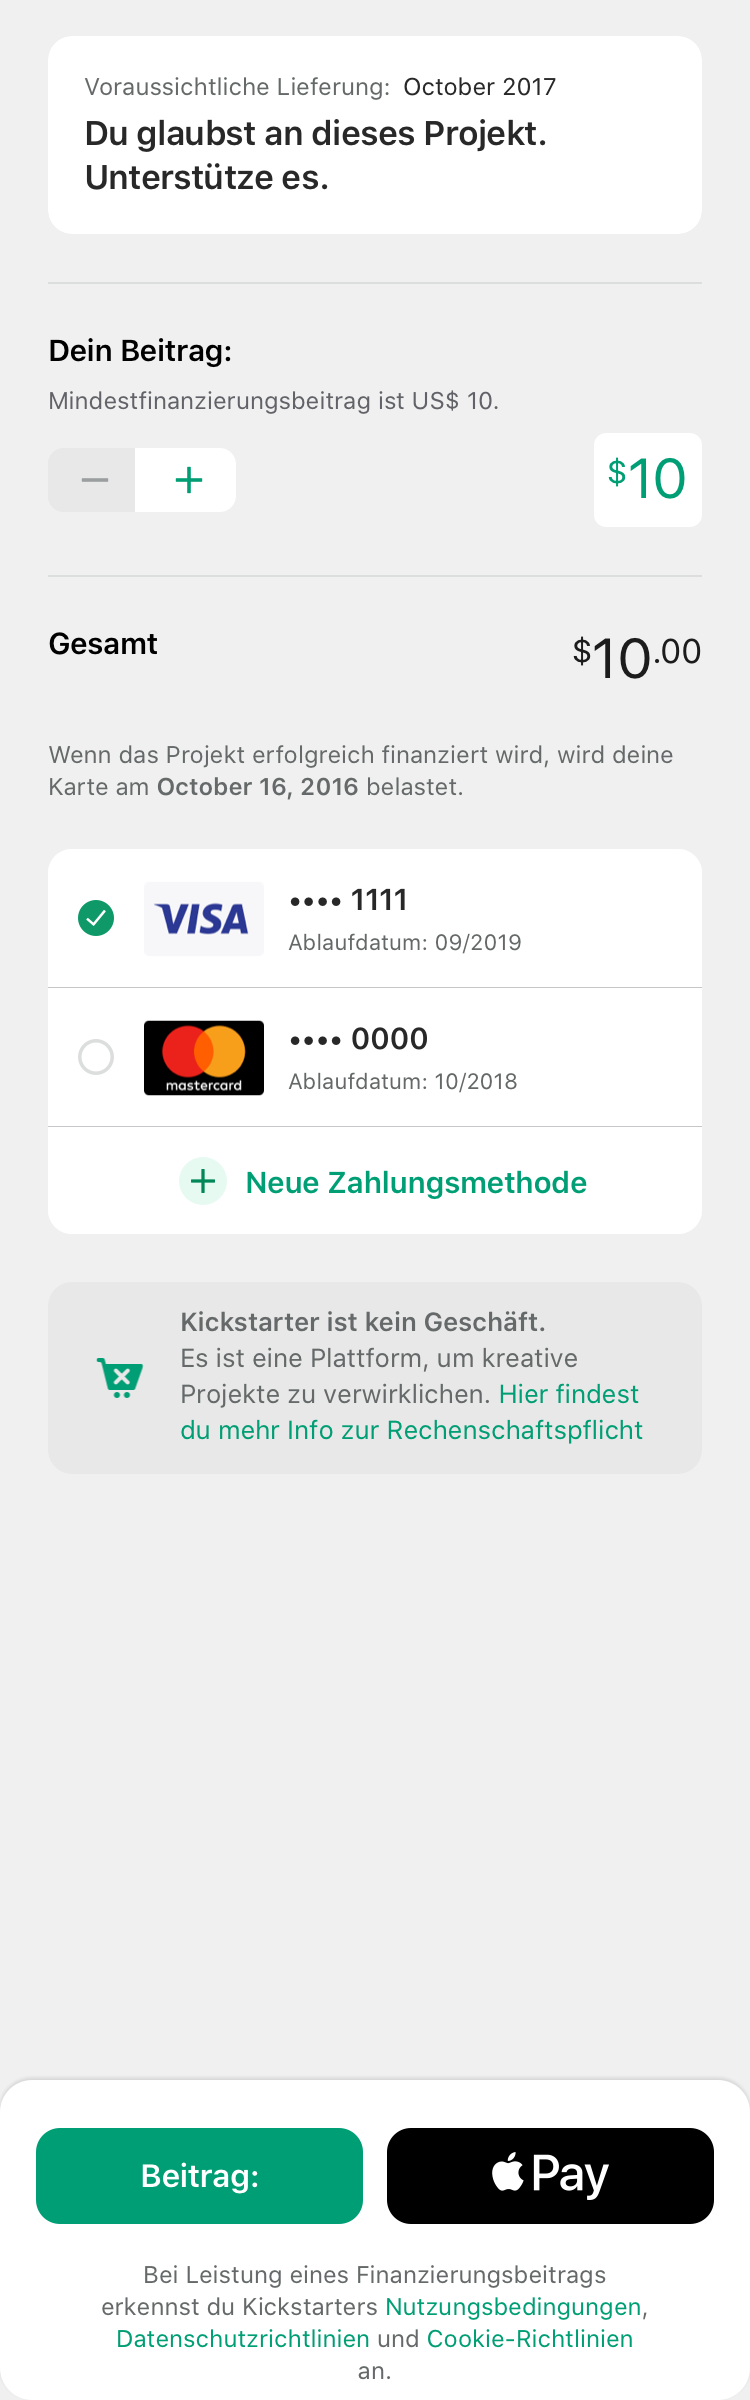 Voraussichtliche Lieferung: October 2017
Du glaubst an dieses Projekt.
Unterstütze es.
Dein Beitrag:
Mindestfinanzierungsbeitrag ist US$ 10.
− +
$10
Gesamt
$10.00
Wenn das Projekt erfolgreich finanziert wird, wird deine
Karte am October 16, 2016 belastet.
VISA
•••• 1111
Ablaufdatum: 09/2019
mastercard
•••• 0000
Ablaufdatum: 10/2018
+ Neue Zahlungsmethode
Kickstarter ist kein Geschäft.
Es ist eine Plattform, um kreative
Projekte zu verwirklichen. Hier findest
du mehr Info zur Rechenschaftspflicht
Beitrag:
Pay
Bei Leistung eines Finanzierungsbeitrags
erkennst du Kickstarters Nutzungsbedingungen,
Datenschutzrichtlinien und Cookie-Richtlinien
an.